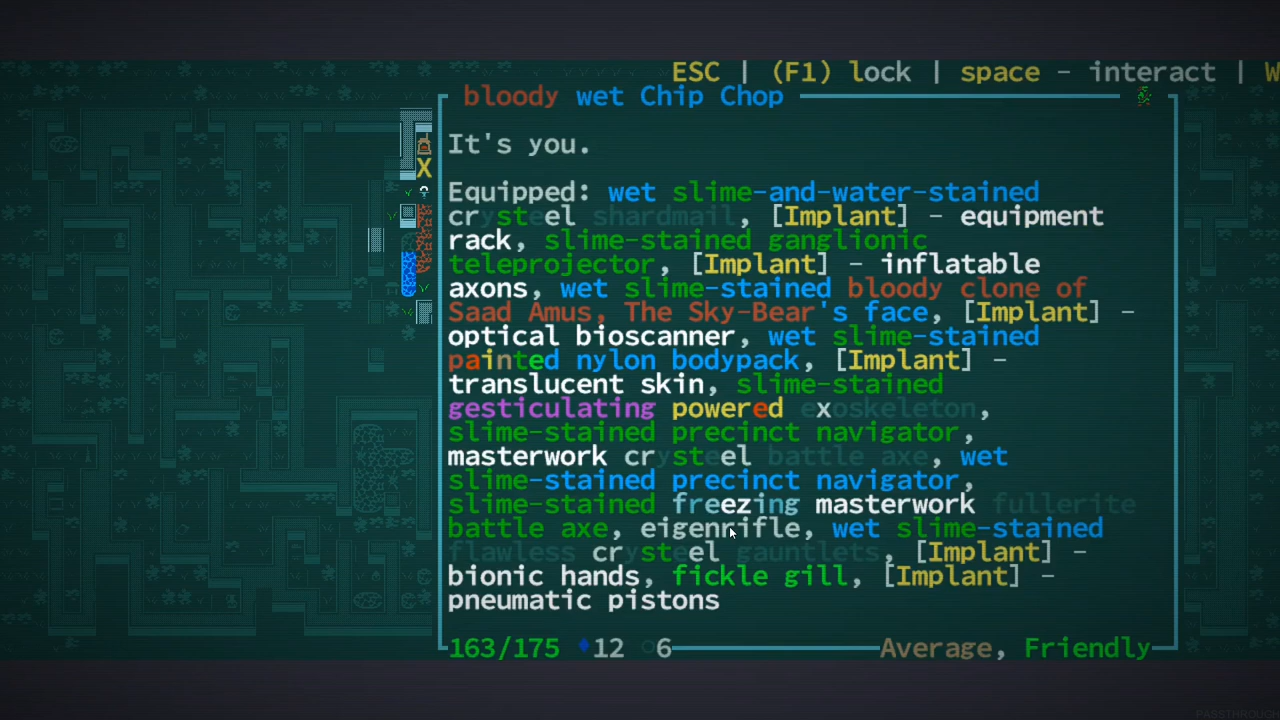 ESC | (F1) lock | space - interact | W
bloody wet Chip Chop
It's you.
Equipped: wet slime-and-water-stained
crysteel shardmail, [Implant] - equipment
rack, slime-stained ganglionic
teleprojector, [Implant] - inflatable
axons, wet slime-stained bloody clone of
Saad Amus, The Sky-Bear's face, [Implant] -
optical bioscanner, wet slime-stained
painted nylon bodypack, [Implant] -
translucent skin, slime-stained
gesticulating powered exoskeleton,
slime-stained precinct navigator,
masterwork crysteel battle axe, wet
slime-stained precinct navigator,
slime-stained freezing masterwork fullerite
battle axe, eigenrifle, wet slime-stained
flawless crysteel gauntlets, [Implant] -
bionic hands, fickle gill, [Implant] -
pneumatic pistons
163/175 ♦12 ○6 Average, Friendly